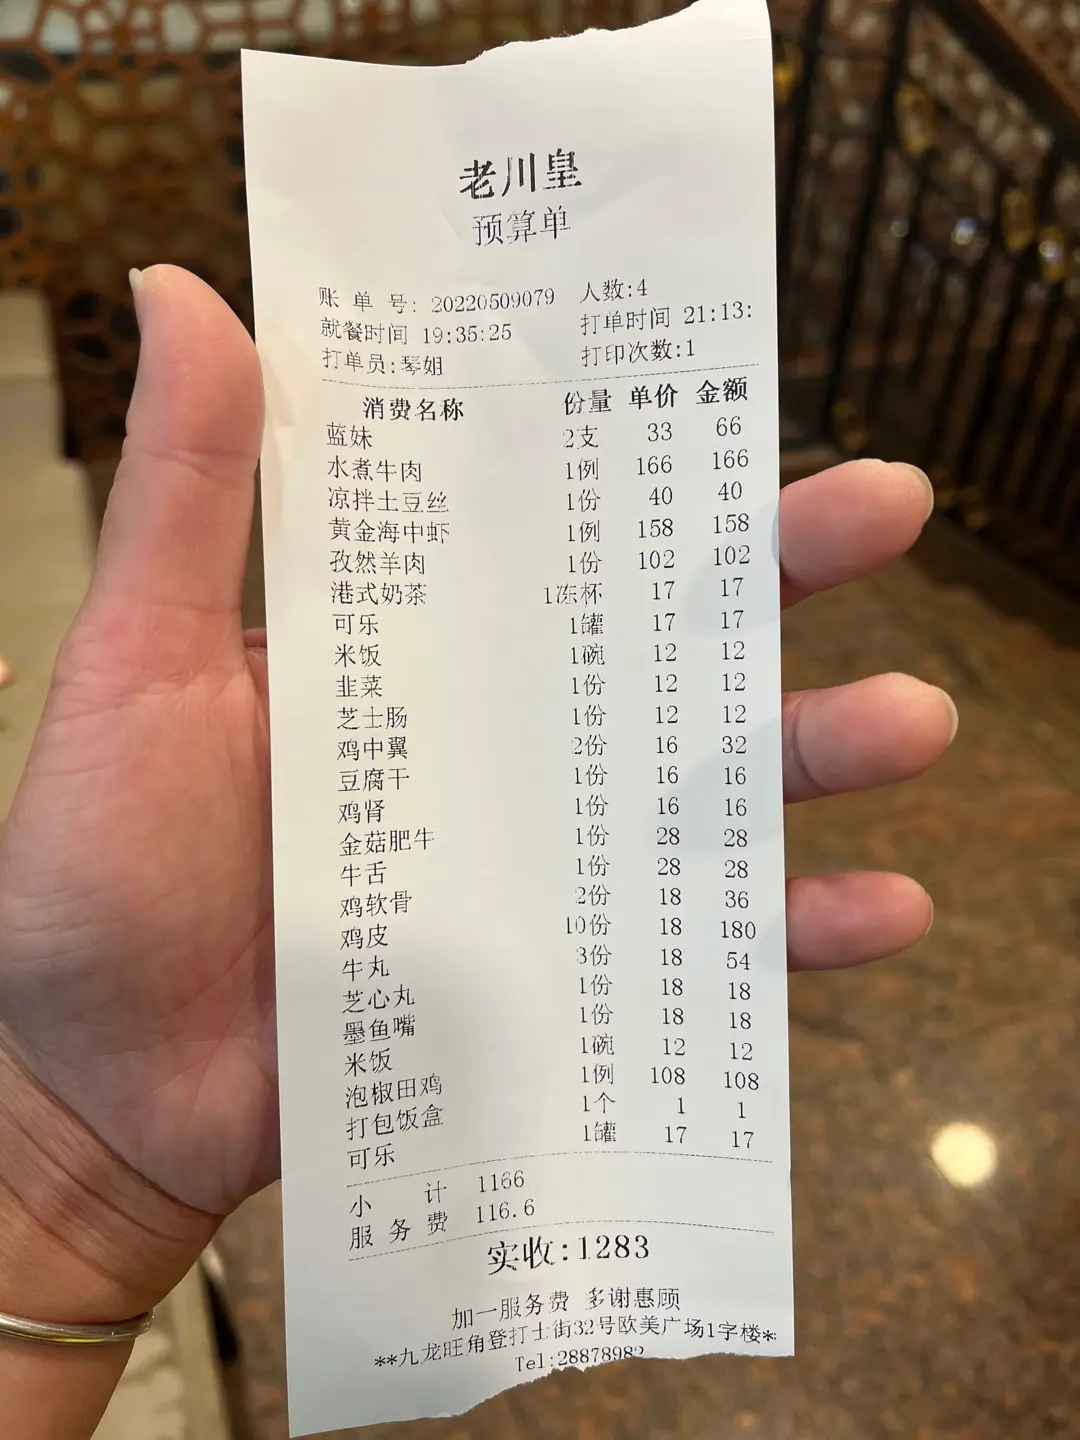 老川皇
预算单
账 单 号: 20220509079 人数:4
就餐时间 19:35:25 打单时间 21:13:
打单员:琴姐 打印次数:1
消费名称 份量 单价 金额
蓝妹 2支 33 66
水煮牛肉 1例 166 166
凉拌土豆丝 1份 40 40
黄金海中虾 1例 158 158
孜然羊肉 1份 102 102
港式奶茶 1冻杯 17 17
可乐 1罐 17 17
米饭 1碗 12 12
韭菜 1份 12 12
芝士肠 1份 12 12
鸡中翼 2份 16 32
豆腐干 1份 16 16
鸡肾 1份 16 16
金菇肥牛 1份 28 28
牛舌 1份 28 28
鸡软骨 2份 18 36
鸡皮 10份 18 180
牛丸 3份 18 54
芝心丸 1份 18 18
墨鱼嘴 1份 18 18
米饭 1碗 12 12
泡椒田鸡 1例 108 108
打包饭盒 1个 1 1
可乐 1罐 17 17
小 计 1166
服 务 费 116.6
实收:1283
加一服务费 多谢惠顾
**九龙旺角登打士街32号欧美广场1字楼*
Tel:28878982